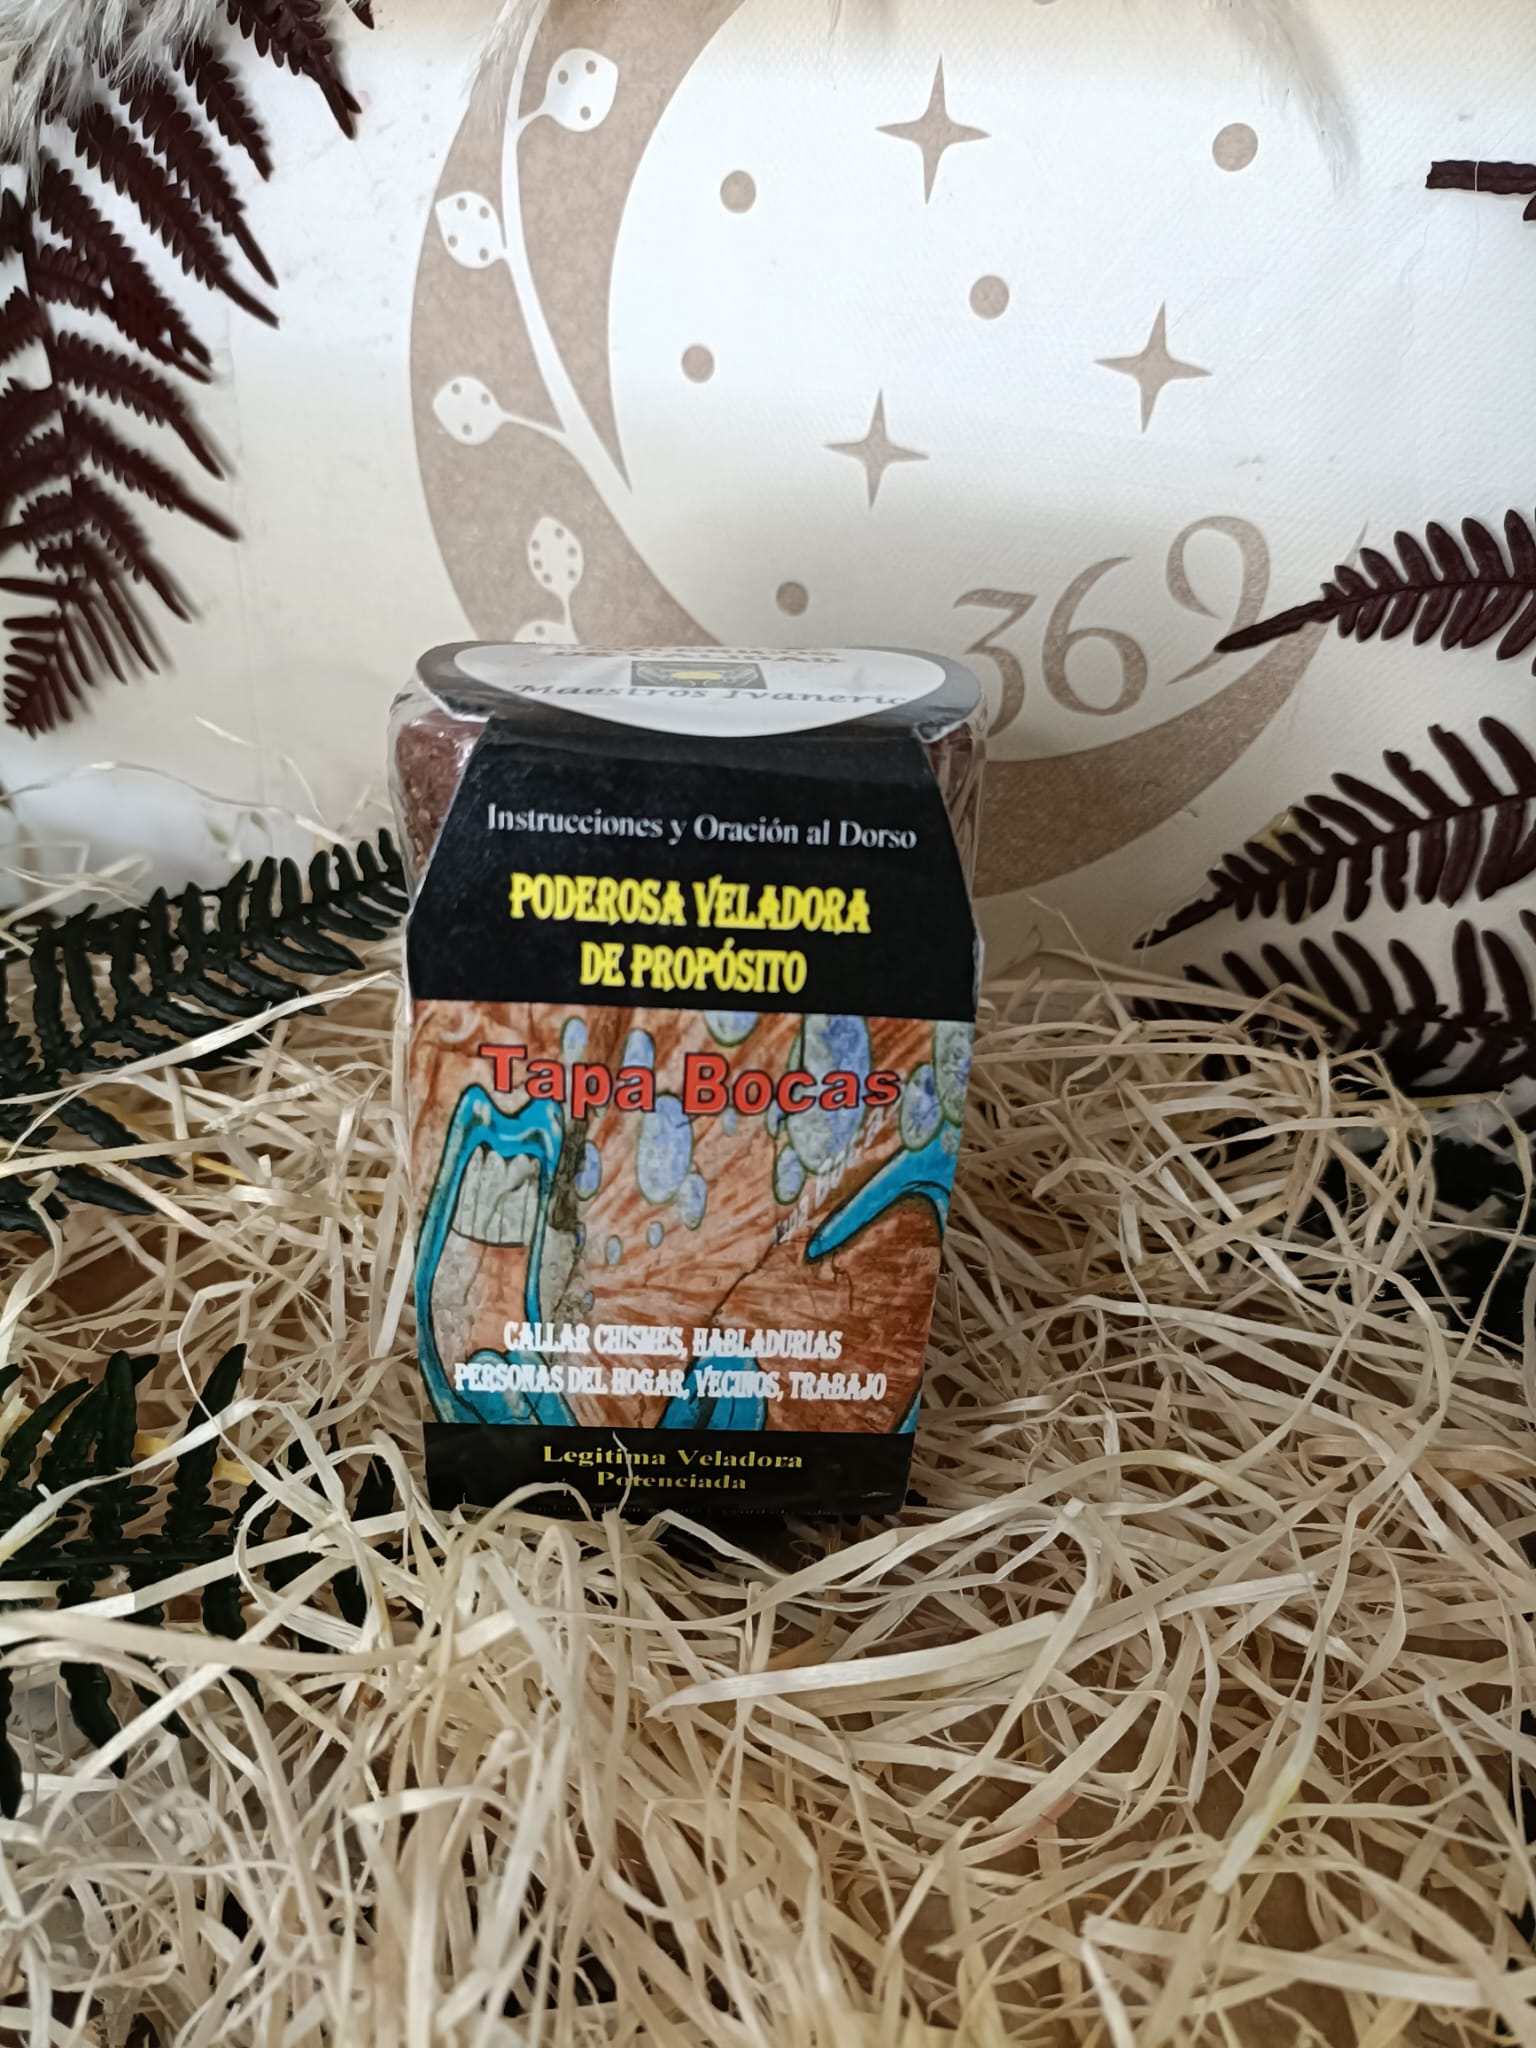 369
Maestros Ivaneric
Instrucciones y Oración al Dorso
PODEROSA VELADORA
DE PROPÓSITO
Tapa Bocas
CALLAR CHISMES, HABLADURIAS
PERSONAS DEL HOGAR, VECINOS, TRABAJO
Legitima Veladora
Potenciada